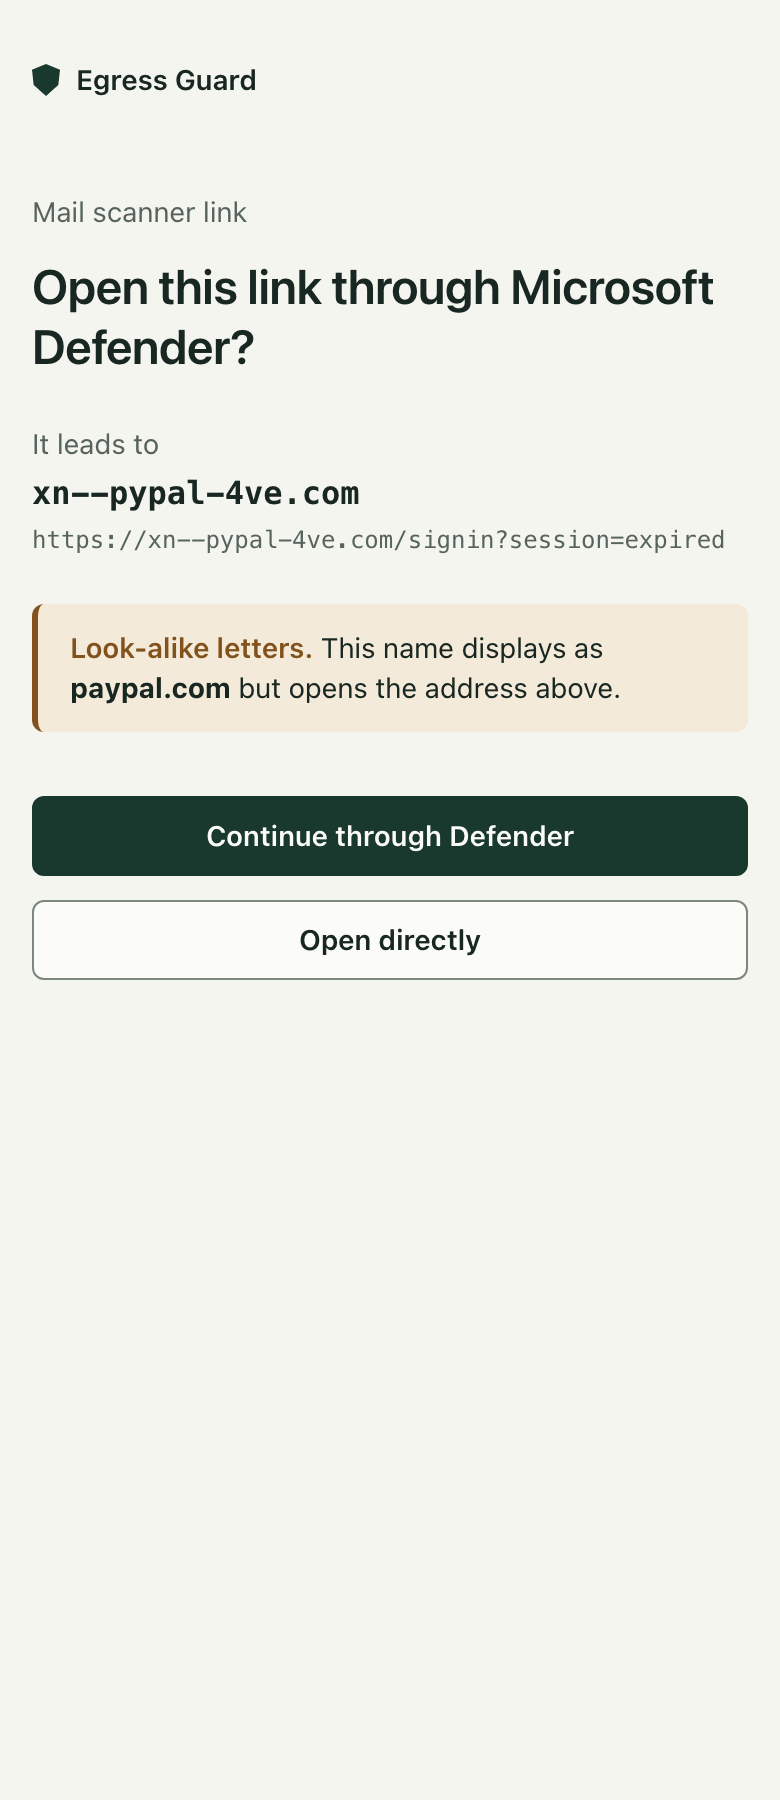 Egress Guard
Mail scanner link
Open this link through Microsoft
Defender?
It leads to
xn--pypal-4ve.com
https://xn--pypal-4ve.com/signin?session=expired
Look-alike letters. This name displays as
paypal.com but opens the address above.
Continue through Defender
Open directly